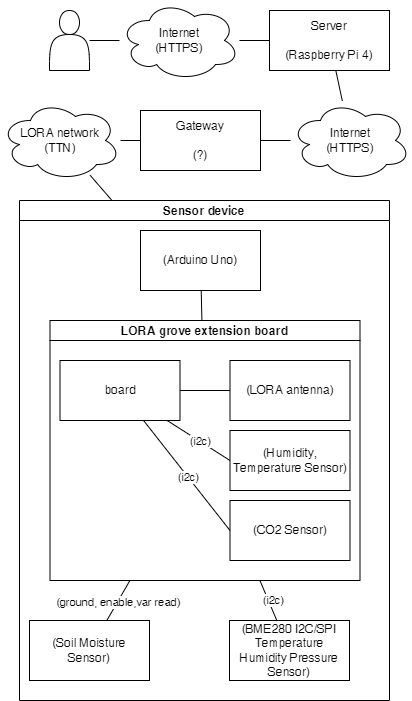 Internet
(HTTPS)
Server
(Raspberry Pi 4)
LORA network
(TTN)
Gateway
(?)
Internet
(HTTPS)
Sensor device
(Arduino Uno)
LORA grove extension board
board
(LORA antenna)
(i2c)
(Humidity,
Temperature Sensor)
(i2c)
(CO2 Sensor)
(ground, enable,var read)
(i2c)
(Soil Moisture
Sensor)
(BME280 I2C/SPI
Temperature
Humidity Pressure
Sensor)